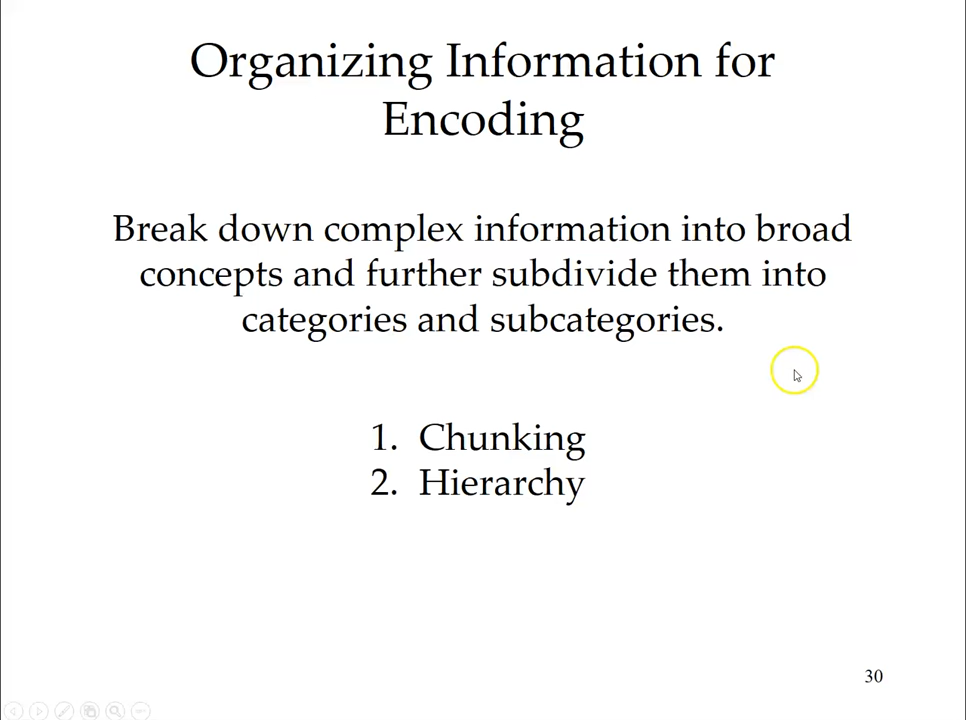 Organizing Information for
Encoding
Break down complex information into broad
concepts and further subdivide them into
categories and subcategories.
1. Chunking
2. Hierarchy
30